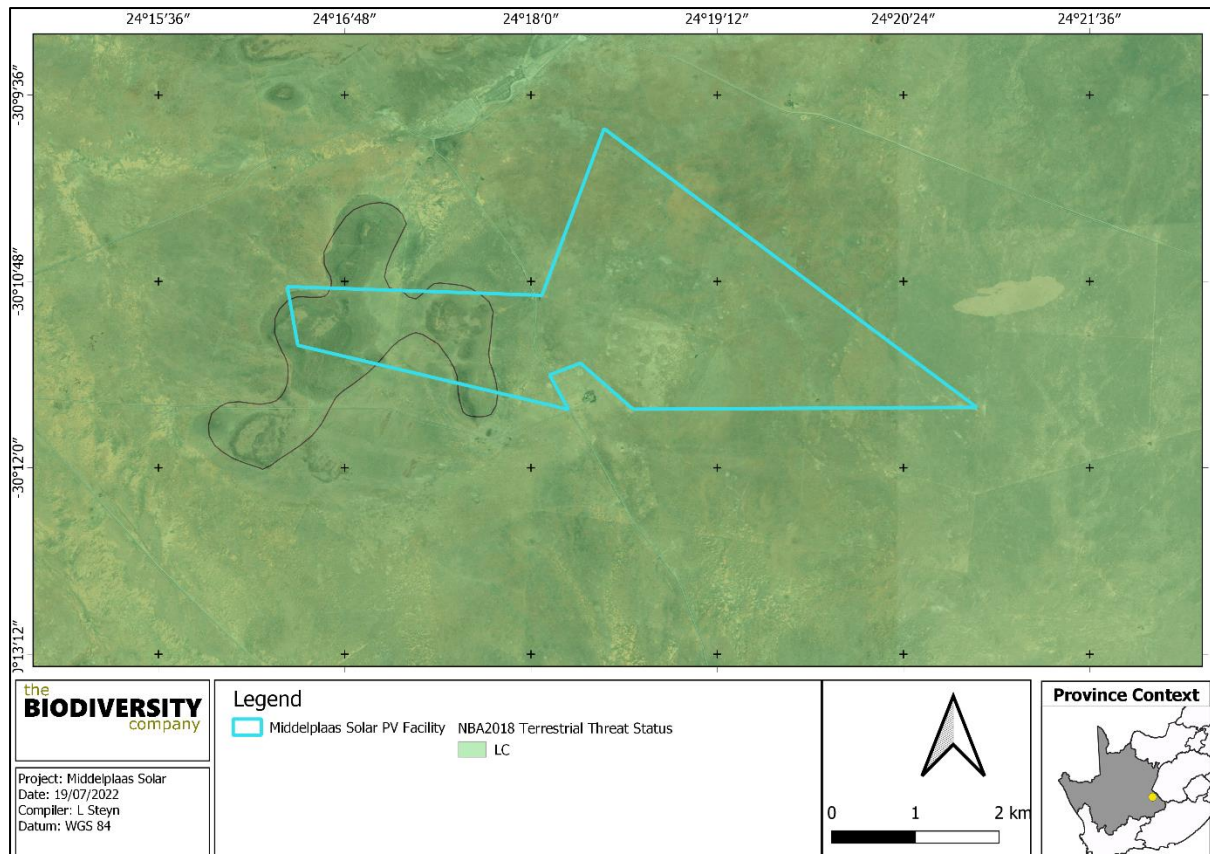 24°15′36″ 24°16′48″ 24°18′0″ 24°19′12″ 24°20′24″ 24°21′36″
-30°9′36″
-30°10′48″
-30°12′0″
0°13′12″
the
BIODIVERSITY
company
Project: Middelplaas Solar
Date: 19/07/2022
Compiler: L Steyn
Datum: WGS 84
Legend
Middelplaas Solar PV Facility NBA2018 Terrestrial Threat Status
LC
0 1 2 km
Province Context